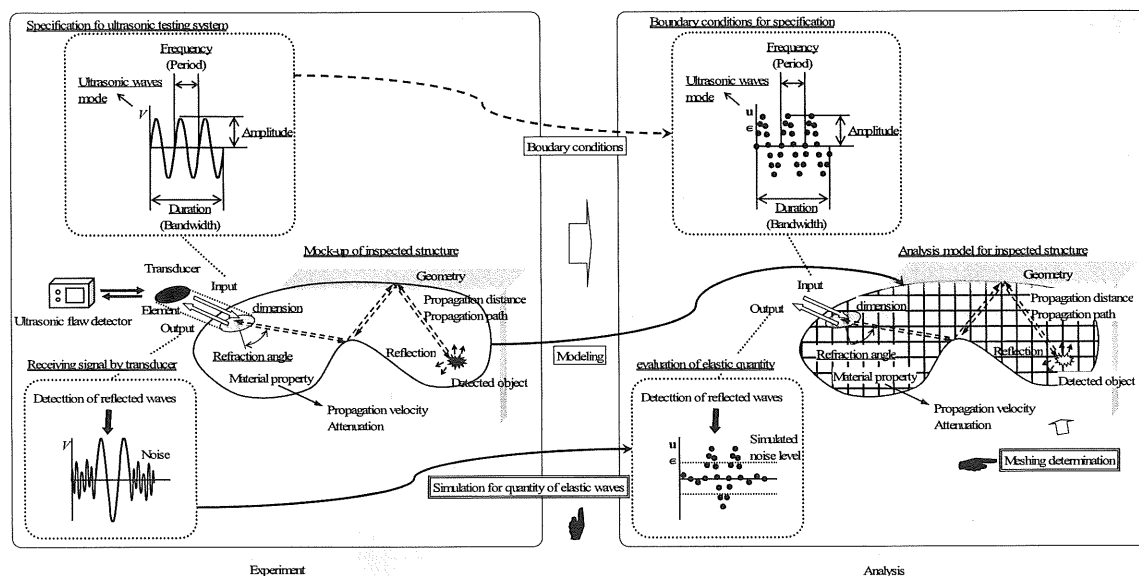 Specification fo ultrasonic testing system
Frequency
(Period)
Ultrasonic waves
mode
V
Amplitude
Duration
(Bandwidth)
Mock-up of inspected structure
Transducer
Input
Geometry
Element
dimension
Propagation distance
Propagation path
Ultrasonic flaw detector
Output
Refraction angle
Reflection
Receiving signal by transducer
Material property
Detected object
Detecttion of reflected waves
Propagation velocity
Attenuation
V
Noise
Experiment
Boudary conditions
Modeling
Simulation for quantity of elastic waves
Boundary conditions for specification
Frequency
(Period)
Ultrasonic waves
mode
u
∈
Amplitude
Duration
(Bandwidth)
Analysis model for inspected structure
Input
Geometry
dimension
Propagation distance
Propagation path
Output
Refraction angle
Reflection
evaluation of elastic quantity
Material property
Detected object
Detecttion of reflected waves
Propagation velocity
Attenuation
u
∈
Simulated
noise level
Meshing determination
Analysis